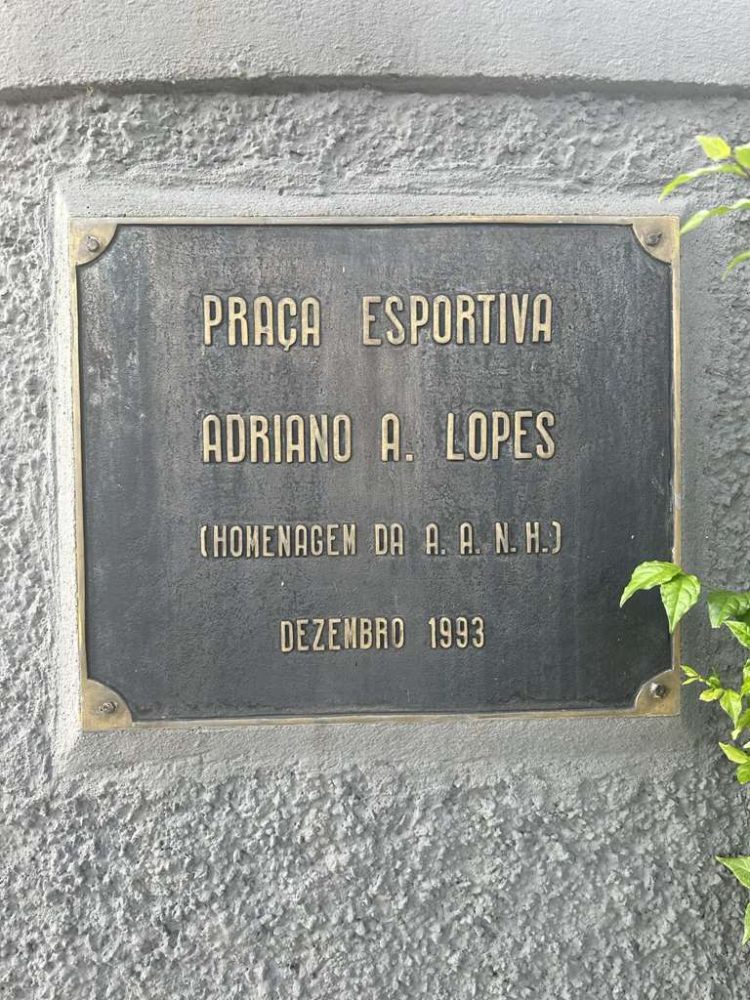 PRAÇA ESPORTIVA
ADRIANO A. LOPES
(HOMENAGEM DA A. A. N. H.)
DEZEMBRO 1993